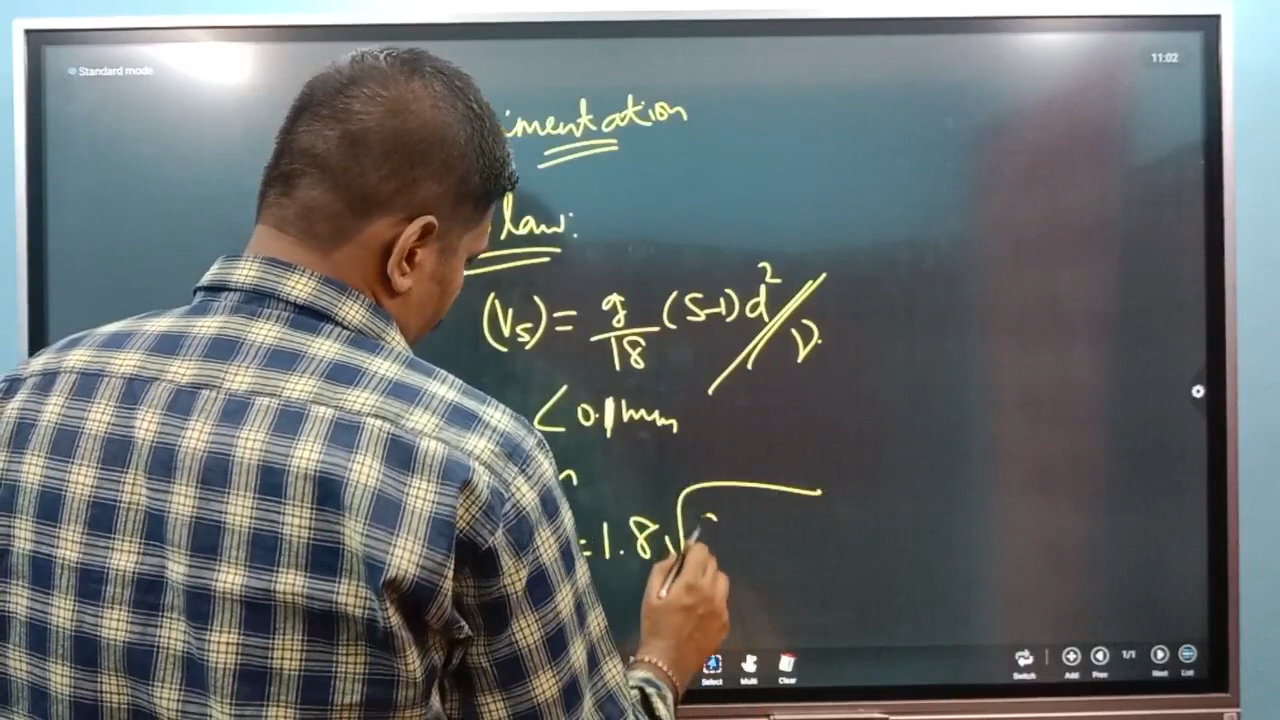 Standard mode
11:02
imentation
law:
(Vs) = g/18 (S-1) d²/ν
< 0.1mm
= 1.8√
Select Multi Clear
Switch Add Prev 1/1 Next List